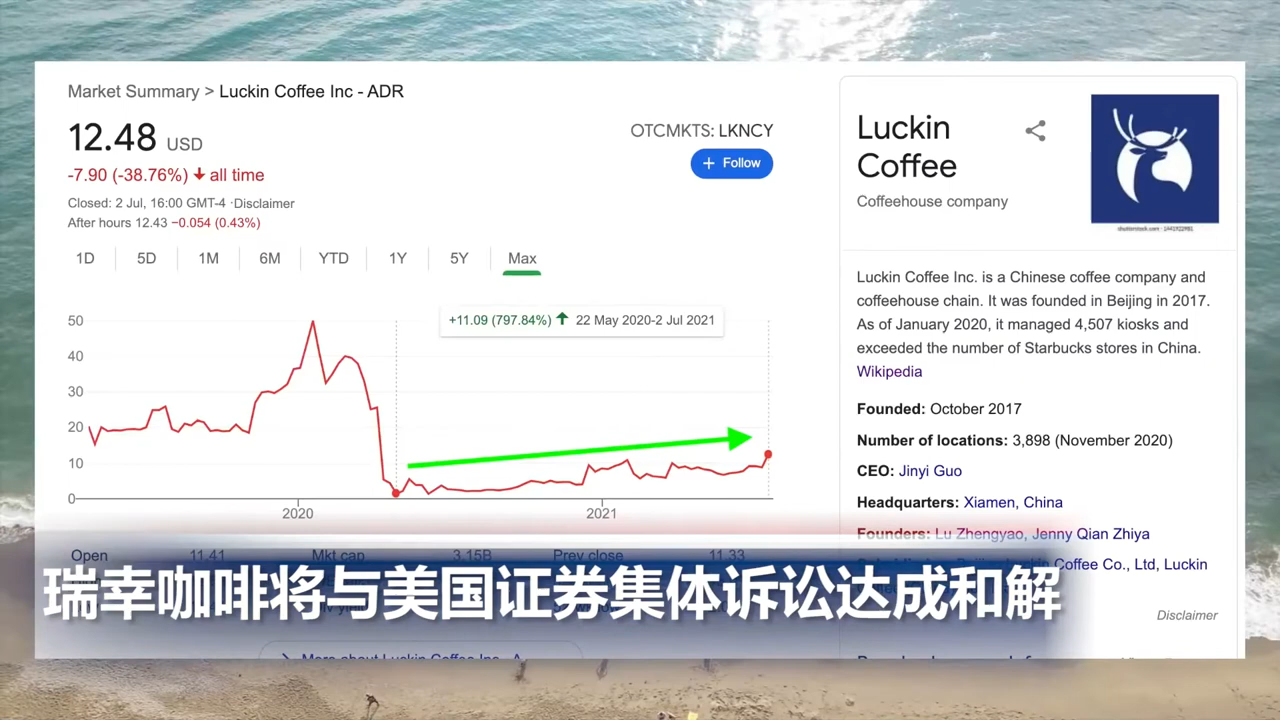 Market Summary > Luckin Coffee Inc - ADR
12.48 USD
-7.90 (-38.76%) ↓ all time
Closed: 2 Jul, 16:00 GMT-4 ·Disclaimer
After hours 12.43 −0.054 (0.43%)
OTCMKTS: LKNCY
+ Follow
1D 5D 1M 6M YTD 1Y 5Y Max
+11.09 (797.84%) ↑ 22 May 2020-2 Jul 2021
50
40
30
20
10
0
2020 2021
Open 11.41 Mkt cap 3.15B Prev close 11.33
瑞幸咖啡将与美国证券集体诉讼达成和解
More about Luckin Coffee Inc - A
Luckin
Coffee
Coffeehouse company
shutterstock.com · 1441922981
Luckin Coffee Inc. is a Chinese coffee company and
coffeehouse chain. It was founded in Beijing in 2017.
As of January 2020, it managed 4,507 kiosks and
exceeded the number of Starbucks stores in China.
Wikipedia
Founded: October 2017
Number of locations: 3,898 (November 2020)
CEO: Jinyi Guo
Headquarters: Xiamen, China
Founders: Lu Zhengyao, Jenny Qian Zhiya
Coffee Co., Ltd, Luckin
Disclaimer